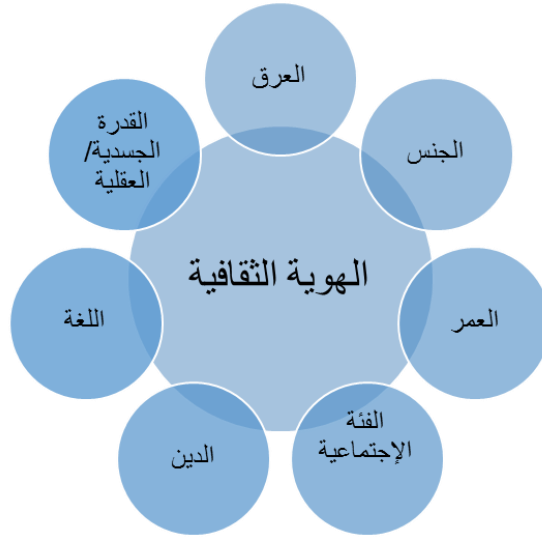 العرق
الجنس
العمر
الفئة
الإجتماعية
الدين
اللغة
القدرة
الجسدية/
العقلية
الهوية الثقافية